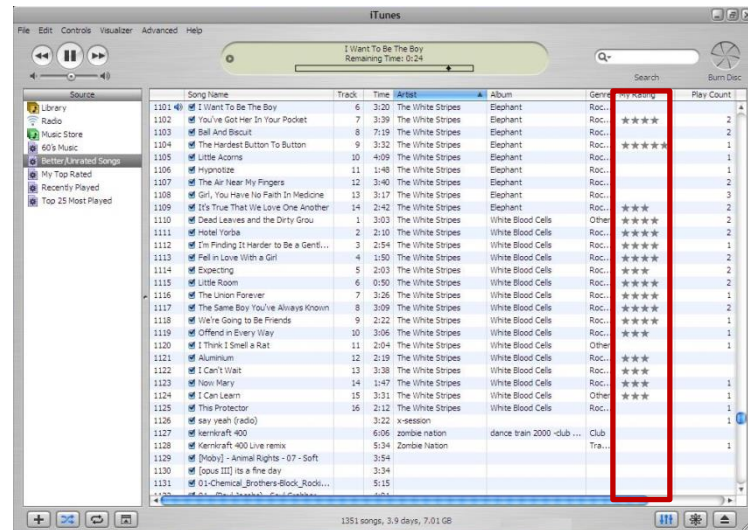 iTunes
File Edit Controls Visualizer Advanced Help
I Want To Be The Boy
Remaining Time: 0:24
Search
Burn Disc
Source
Library
Radio
Music Store
60's Music
Better/Unrated Songs
My Top Rated
Recently Played
Top 25 Most Played
Song Name Track Time Artist Album Genre My Rating Play Count
1101 I Want To Be The Boy 6 3:20 The White Stripes Elephant Roc...
1102 You've Got Her In Your Pocket 7 3:39 The White Stripes Elephant Roc... ★★★★ 2
1103 Ball And Biscuit 8 7:19 The White Stripes Elephant Roc... 2
1104 The Hardest Button To Button 9 3:32 The White Stripes Elephant Roc... ★★★★★ 1
1105 Little Acorns 10 4:09 The White Stripes Elephant Roc... 1
1106 Hypnotize 11 1:48 The White Stripes Elephant Roc... 1
1107 The Air Near My Fingers 12 3:40 The White Stripes Elephant Roc... 2
1108 Girl, You Have No Faith In Medicine 13 3:17 The White Stripes Elephant Roc... 3
1109 It's True That We Love One Another 14 2:42 The White Stripes Elephant Roc... ★★★ 2
1110 Dead Leaves and the Dirty Grou 1 3:03 The White Stripes White Blood Cells Other ★★★★ 2
1111 Hotel Yorba 2 2:10 The White Stripes White Blood Cells Roc... ★★★★ 2
1112 I'm Finding It Harder to Be a Gentl... 3 2:54 The White Stripes White Blood Cells Roc... ★★★★ 1
1113 Fell in Love With a Girl 4 1:50 The White Stripes White Blood Cells Roc... ★★★★ 2
1114 Expecting 5 2:03 The White Stripes White Blood Cells Roc... ★★★ 2
1115 Little Room 6 0:50 The White Stripes White Blood Cells Roc... ★★★★ 2
1116 The Union Forever 7 3:26 The White Stripes White Blood Cells Roc... ★★★★ 1
1117 The Same Boy You've Always Known 8 3:09 The White Stripes White Blood Cells Roc... ★★★★ 2
1118 We're Going to Be Friends 9 2:22 The White Stripes White Blood Cells Roc... ★★★★ 1
1119 Offend in Every Way 10 3:06 The White Stripes White Blood Cells Roc... ★★★ 1
1120 I Think I Smell a Rat 11 2:04 The White Stripes White Blood Cells Other 1
1121 Aluminium 12 2:19 The White Stripes White Blood Cells Roc... ★★★
1122 I Can't Wait 13 3:38 The White Stripes White Blood Cells Roc... ★★★
1123 Now Mary 14 1:47 The White Stripes White Blood Cells Roc... ★★★ 1
1124 I Can Learn 15 3:31 The White Stripes White Blood Cells Other ★★★ 1
1125 This Protector 16 2:12 The White Stripes White Blood Cells Roc... 1
1126 say yeah (radio) 3:22 x-session 1
1127 kernkraft 400 6:06 zombie nation dance train 2000 -club ... Club
1128 Kernkraft 400 Live remix 5:34 Zombie Nation Tra... 1
1129 [Moby] - Animal Rights - 07 - Soft 3:54
1130 [opus III] its a fine day 3:34
1131 01-Chemical_Brothers-Block_Rocki... 5:15
1351 songs, 3.9 days, 7.01 GB